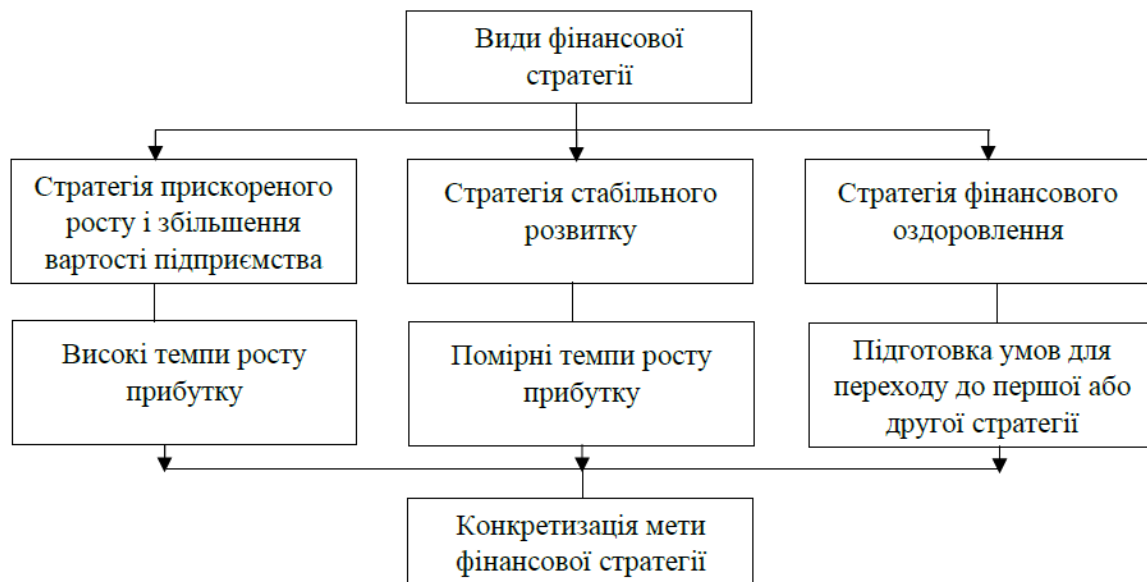 Види фінансової
стратегії
Стратегія прискореного
росту і збільшення
вартості підприємства
Стратегія стабільного
розвитку
Стратегія фінансового
оздоровлення
Високі темпи росту
прибутку
Помірні темпи росту
прибутку
Підготовка умов для
переходу до першої або
другої стратегії
Конкретизація мети
фінансової стратегії